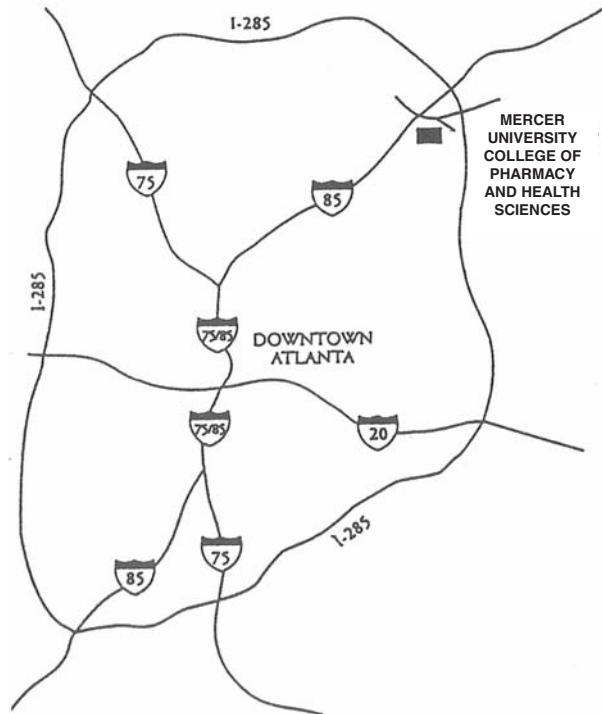 I-285
MERCER
UNIVERSITY
COLLEGE OF
PHARMACY
AND HEALTH
SCIENCES
75
85
I-285
75/85
DOWNTOWN
ATLANTA
75/85
20
I-285
75
85